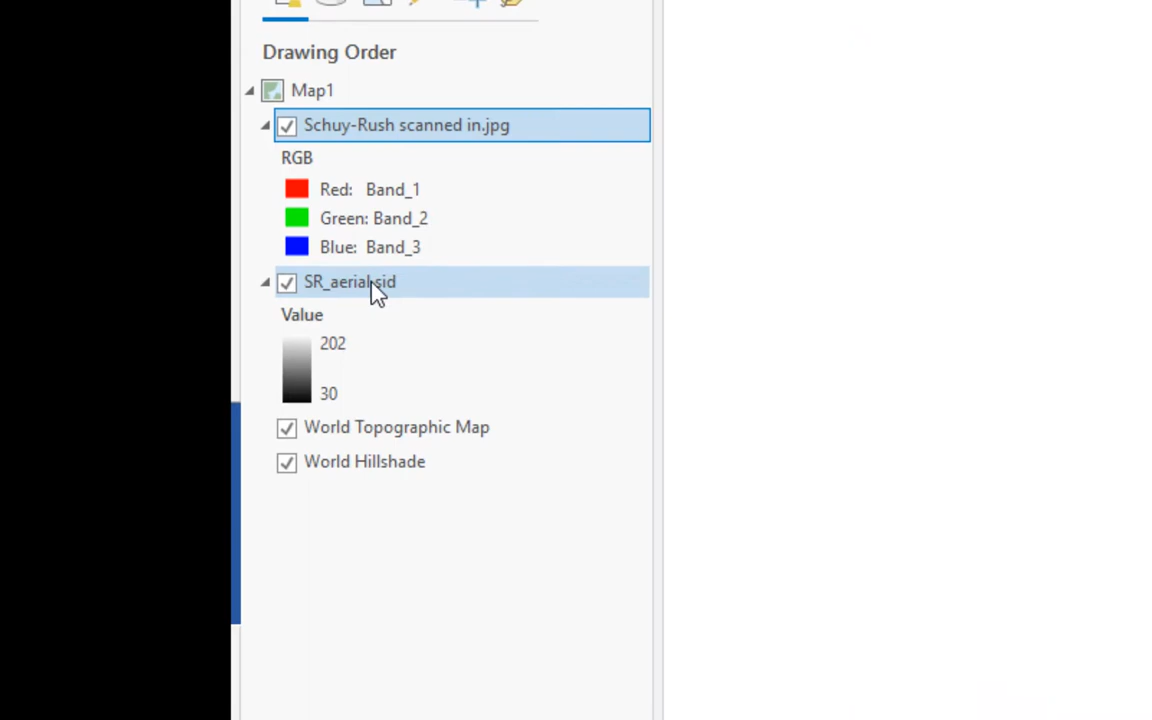 Drawing Order
Map1
Schuy-Rush scanned in.jpg
RGB
Red: Band_1
Green: Band_2
Blue: Band_3
SR_aerial.sid
Value
202
30
World Topographic Map
World Hillshade